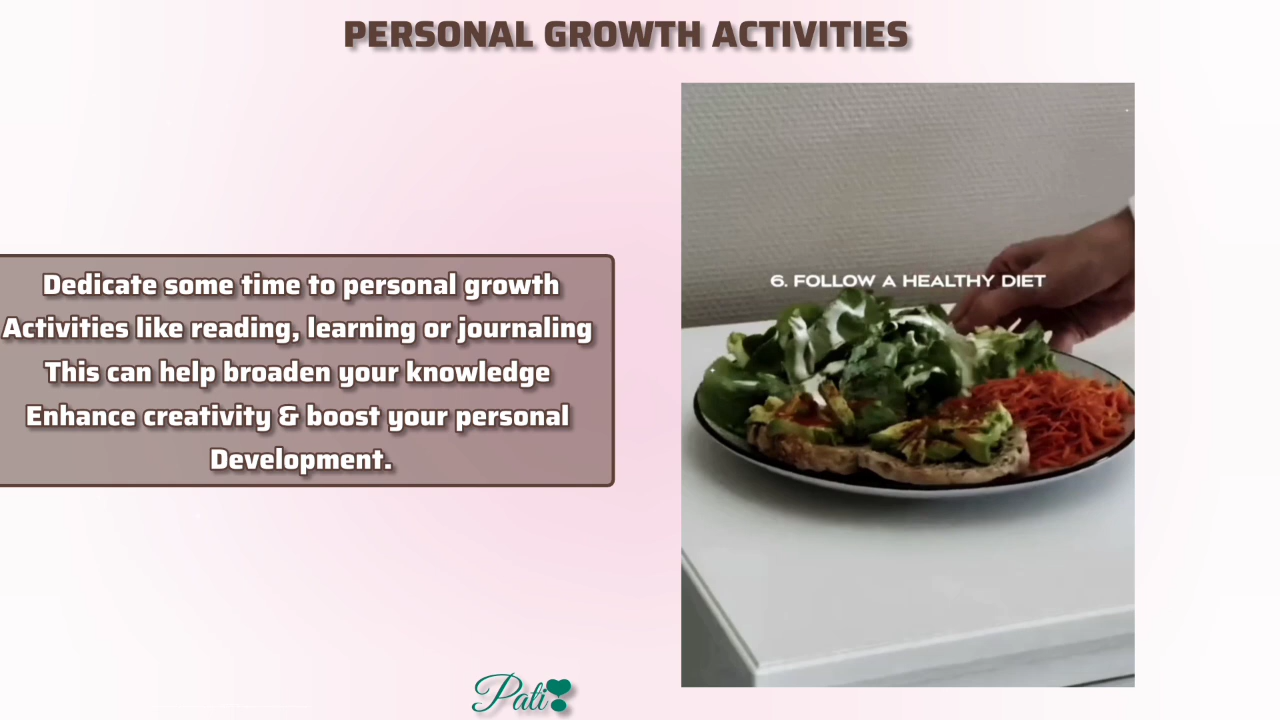 PERSONAL GROWTH ACTIVITIES
Dedicate some time to personal growth
Activities like reading, learning or journaling
This can help broaden your knowledge
Enhance creativity & boost your personal
Development.
6. FOLLOW A HEALTHY DIET
Pati